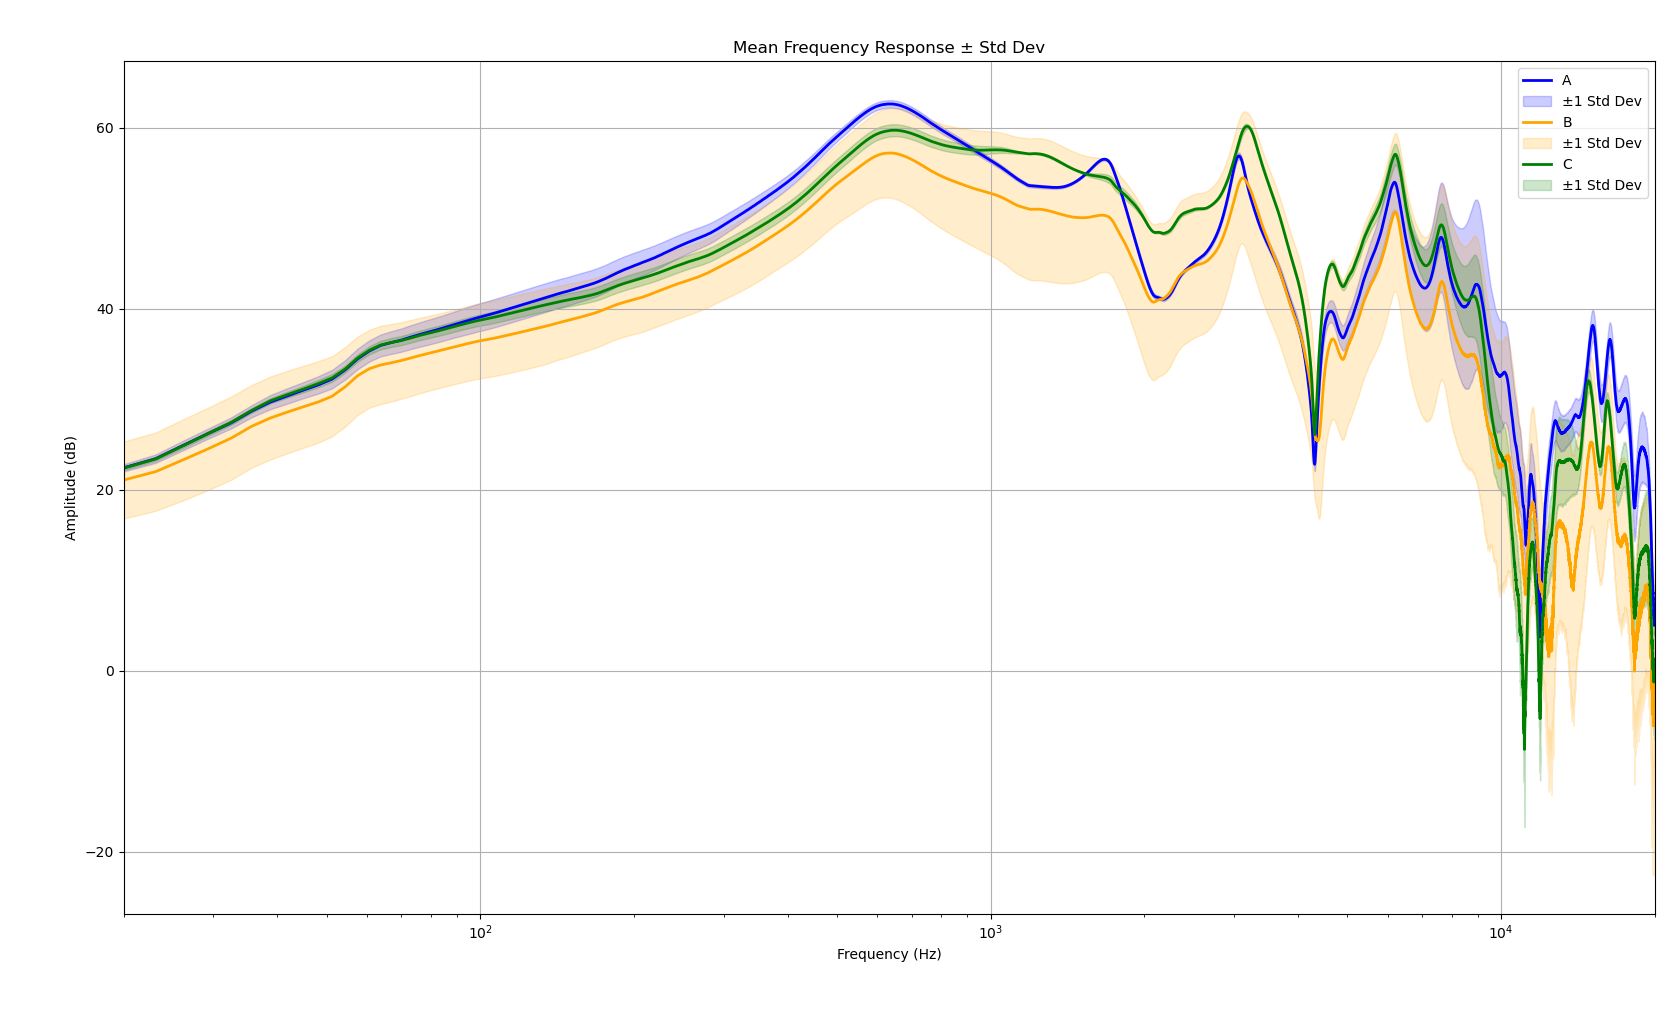 Mean Frequency Response ± Std Dev
A
±1 Std Dev
B
±1 Std Dev
C
±1 Std Dev
60
40
20
0
−20
Amplitude (dB)
10²
10³
10⁴
Frequency (Hz)